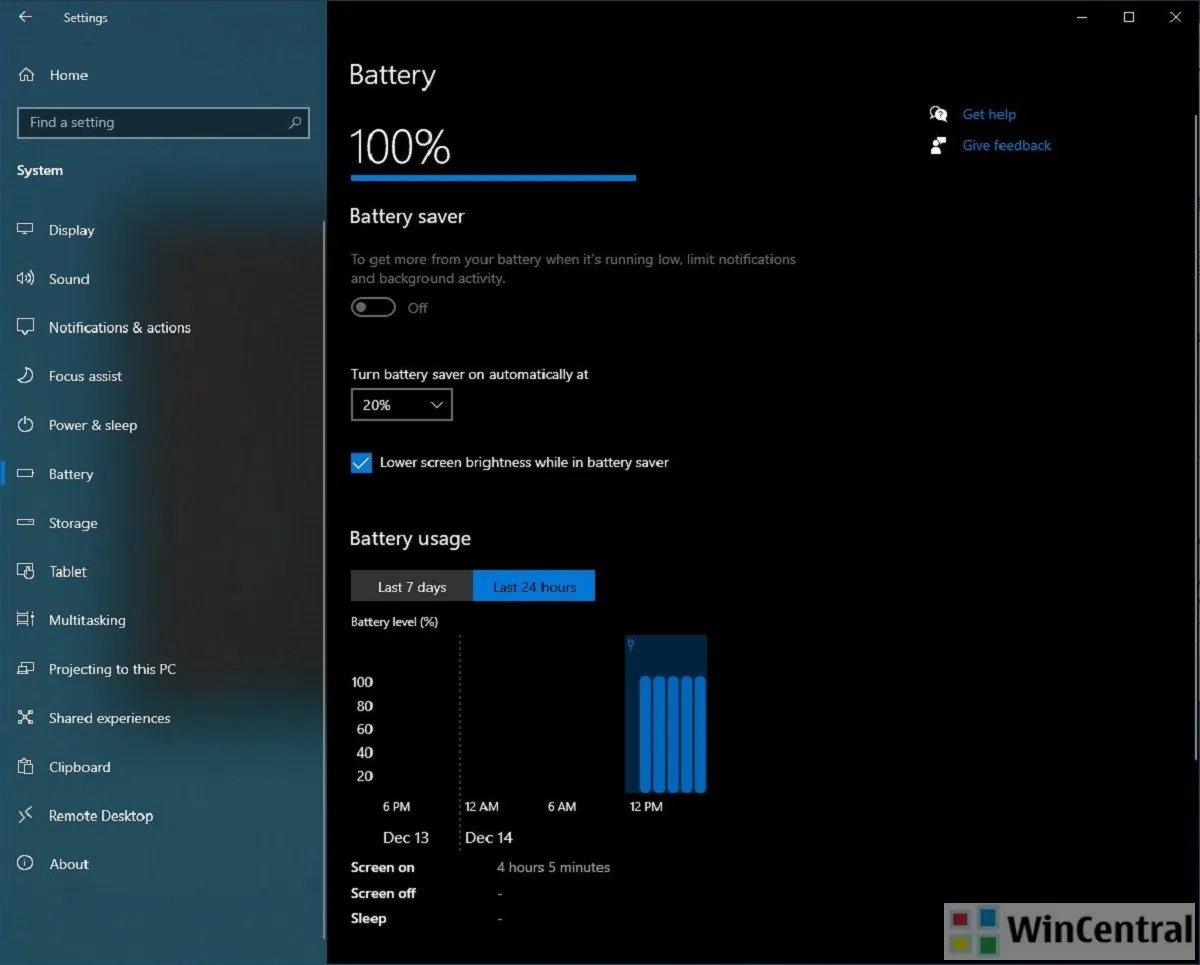 Settings
Home
Find a setting
System
Display
Sound
Notifications & actions
Focus assist
Power & sleep
Battery
Storage
Tablet
Multitasking
Projecting to this PC
Shared experiences
Clipboard
Remote Desktop
About
Battery
100%
Battery saver
To get more from your battery when it's running low, limit notifications
and background activity.
Off
Turn battery saver on automatically at
20%
Lower screen brightness while in battery saver
Battery usage
Last 7 days Last 24 hours
Battery level (%)
100
80
60
40
20
6 PM 12 AM 6 AM 12 PM
Dec 13 Dec 14
Screen on 4 hours 5 minutes
Screen off -
Sleep -
Get help
Give feedback
WinCentral